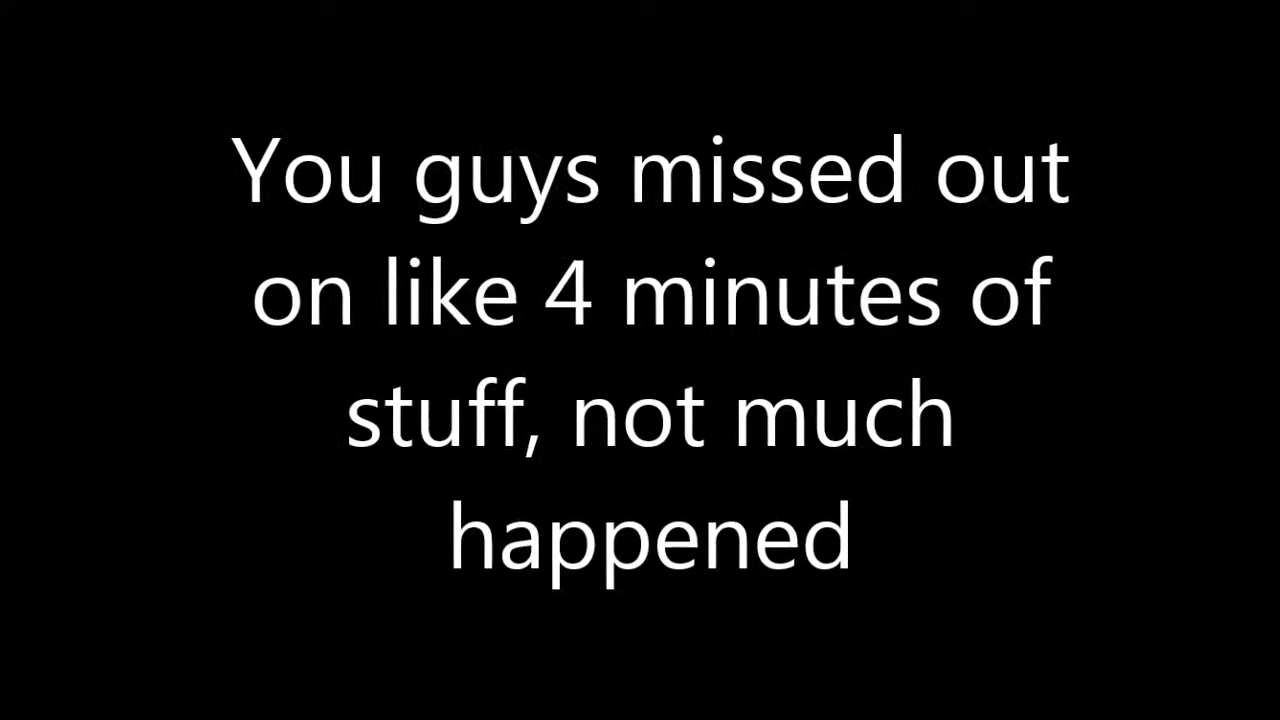 You guys missed out
on like 4 minutes of
stuff, not much
happened